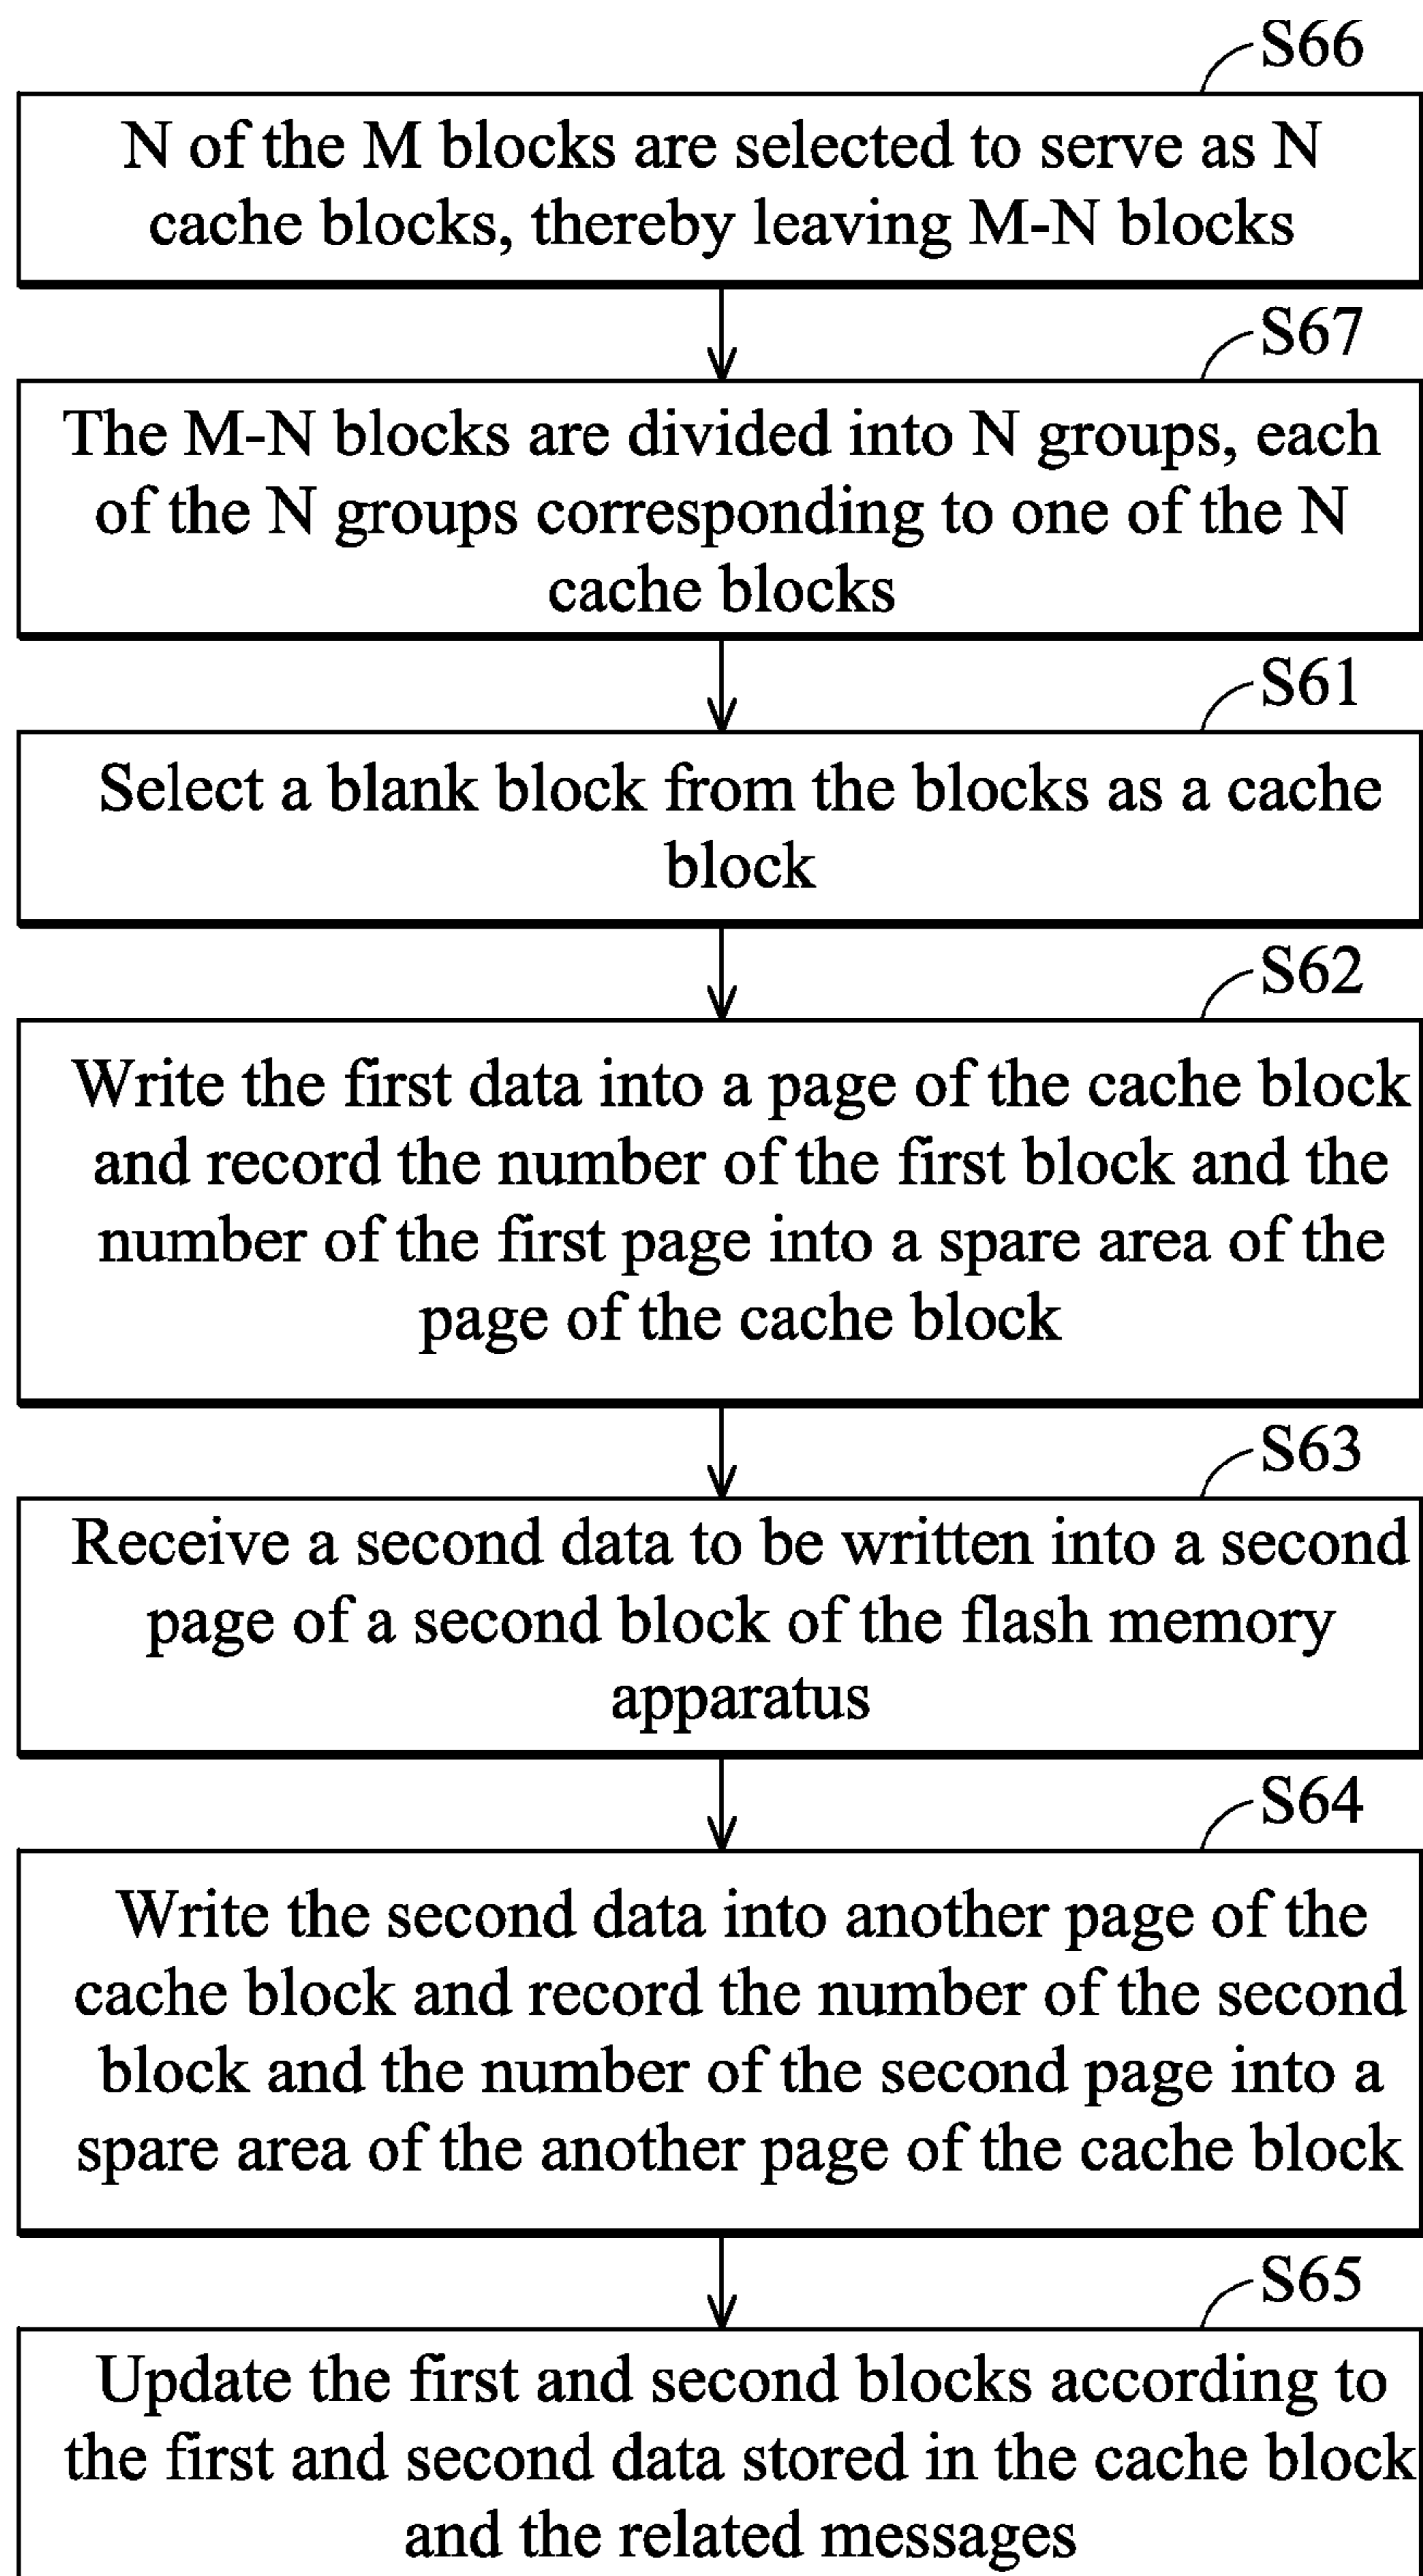 S66
N of the M blocks are selected to serve as N
cache blocks, thereby leaving M-N blocks
S67
The M-N blocks are divided into N groups, each
of the N groups corresponding to one of the N
cache blocks
S61
Select a blank block from the blocks as a cache
block
S62
Write the first data into a page of the cache block
and record the number of the first block and the
number of the first page into a spare area of the
page of the cache block
S63
Receive a second data to be written into a second
page of a second block of the flash memory
apparatus
S64
Write the second data into another page of the
cache block and record the number of the second
block and the number of the second page into a
spare area of the another page of the cache block
S65
Update the first and second blocks according to
the first and second data stored in the cache block
and the related messages